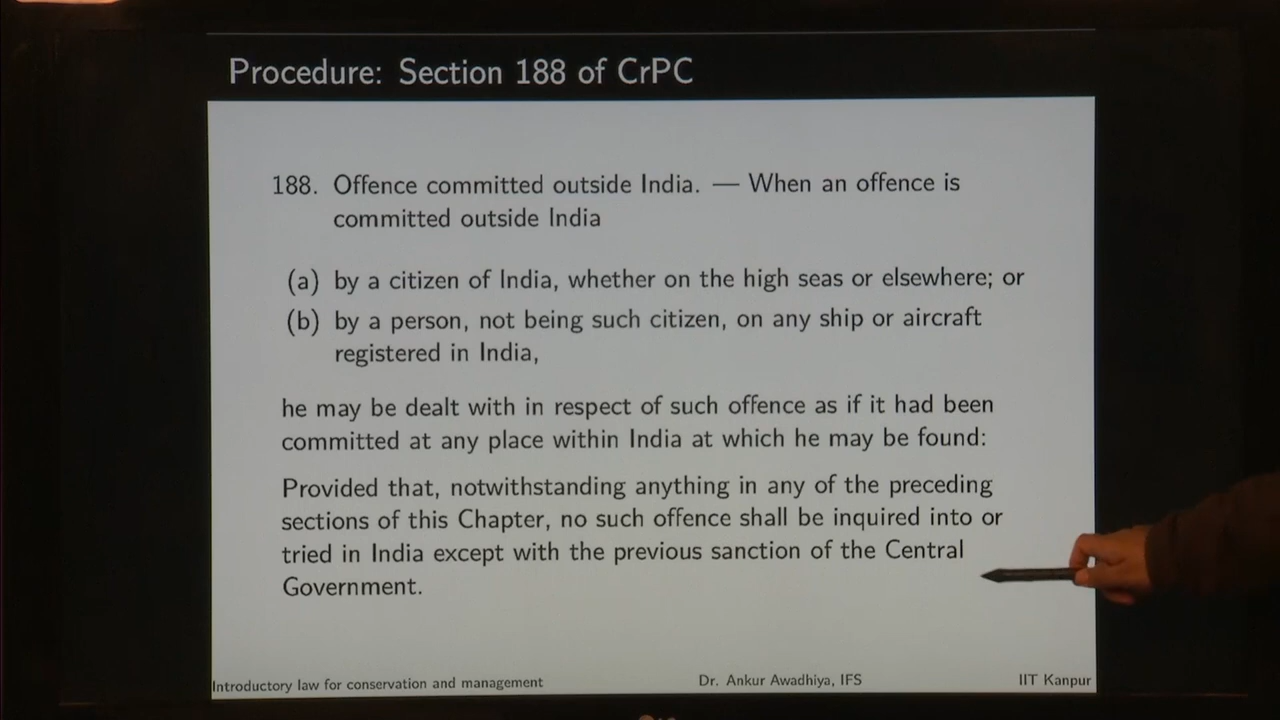 Procedure: Section 188 of CrPC
188. Offence committed outside India. — When an offence is
committed outside India
(a) by a citizen of India, whether on the high seas or elsewhere; or
(b) by a person, not being such citizen, on any ship or aircraft
registered in India,
he may be dealt with in respect of such offence as if it had been
committed at any place within India at which he may be found:
Provided that, notwithstanding anything in any of the preceding
sections of this Chapter, no such offence shall be inquired into or
tried in India except with the previous sanction of the Central
Government.
Introductory law for conservation and management Dr. Ankur Awadhiya, IFS IIT Kanpur